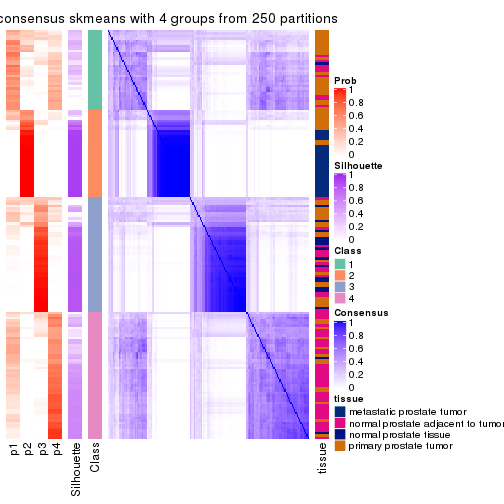 consensus skmeans with 4 groups from 250 partitions
Prob
1
0.8
0.6
0.4
0.2
0
Silhouette
1
0.8
0.6
0.4
0.2
0
Class
1
2
3
4
Consensus
1
0.8
0.6
0.4
0.2
0
tissue
metastatic prostate tumor
normal prostate adjacent to tumor
normal prostate tissue
primary prostate tumor
p1
p2
p3
p4
Silhouette
Class
tissue